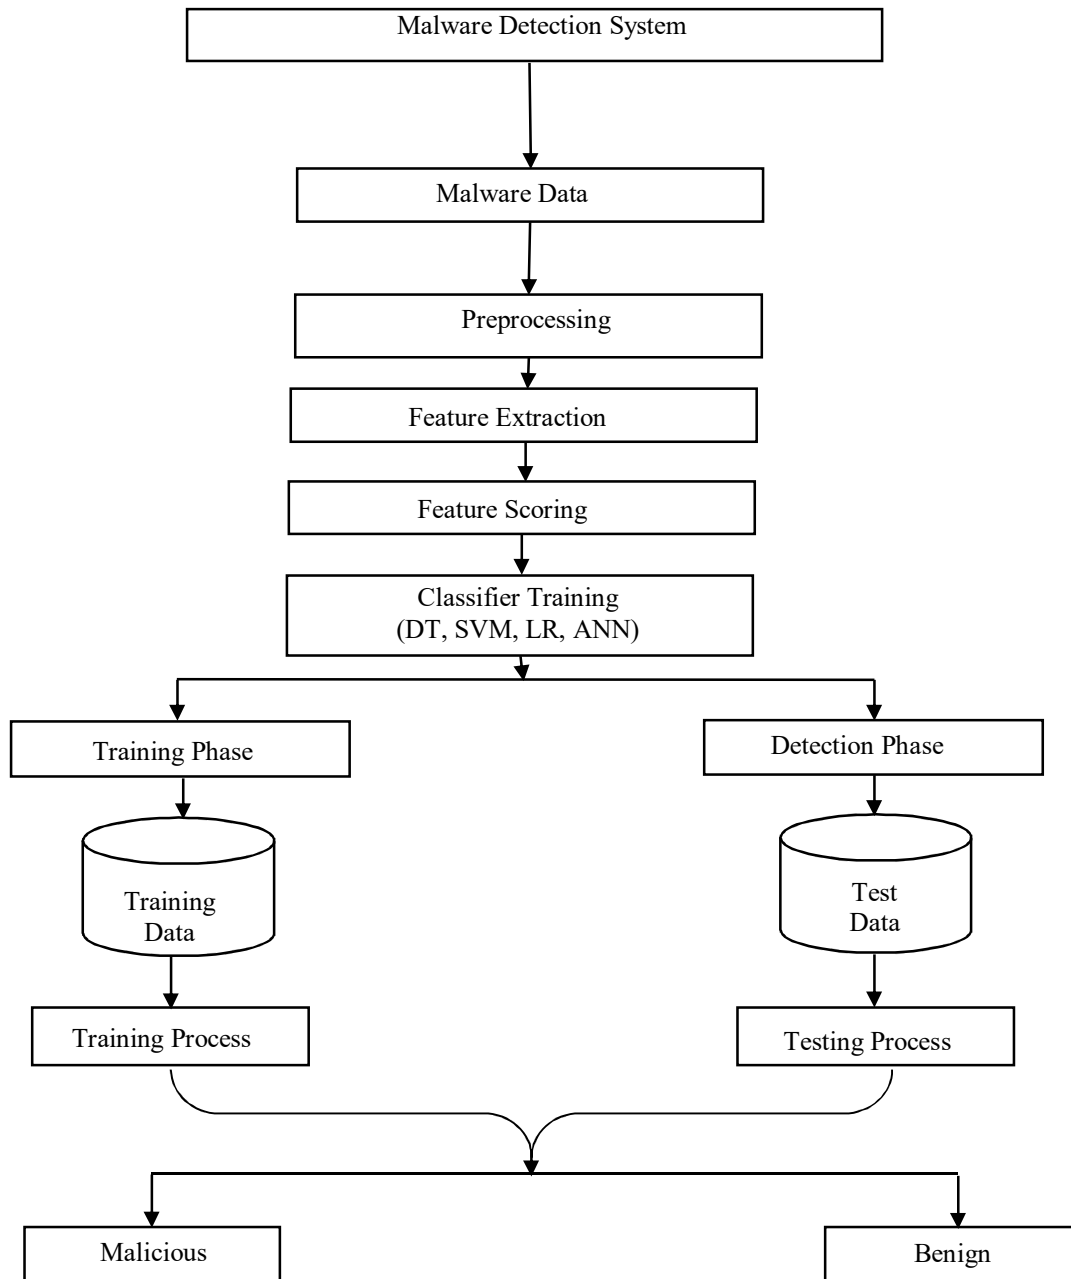 Malware Detection System
Malware Data
Preprocessing
Feature Extraction
Feature Scoring
Classifier Training
(DT, SVM, LR, ANN)
Training Phase
Detection Phase
Training
Data
Test
Data
Training Process
Testing Process
Malicious
Benign